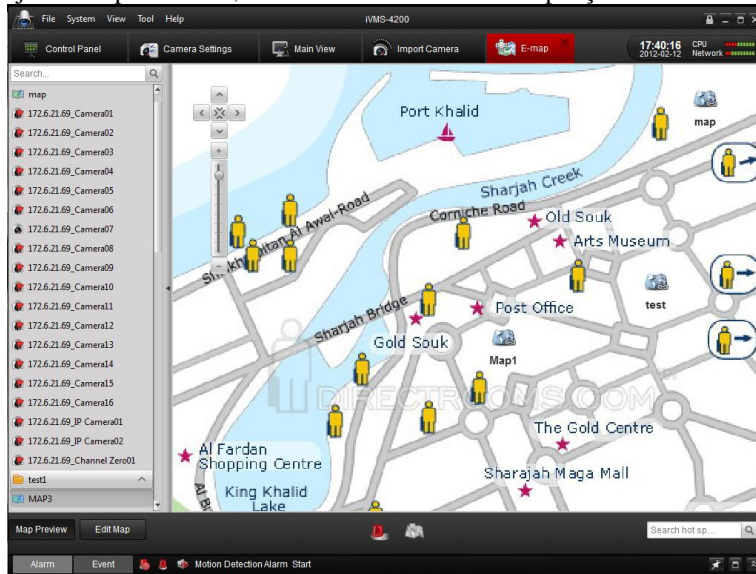 File System View Tool Help
iVMS-4200
Control Panel
Camera Settings
Main View
Import Camera
E-map
17:40:16
2012-02-12
CPU
Network
Search...
map
172.6.21.69_Camera01
172.6.21.69_Camera02
172.6.21.69_Camera03
172.6.21.69_Camera04
172.6.21.69_Camera05
172.6.21.69_Camera06
172.6.21.69_Camera07
172.6.21.69_Camera08
172.6.21.69_Camera09
172.6.21.69_Camera10
172.6.21.69_Camera11
172.6.21.69_Camera12
172.6.21.69_Camera13
172.6.21.69_Camera14
172.6.21.69_Camera15
172.6.21.69_Camera16
172.6.21.69_IP Camera01
172.6.21.69_IP Camera02
172.6.21.69_Channel Zero01
test1
MAP3
Port Khalid
map
Sharjah Creek
Al Awal-Road
Corniche Road
Old Souk
Arts Museum
test
Sharjah Bridge
Post Office
Gold Souk
Map1
DIRECTROOMS.COM
The Gold Centre
Al Fardan
Shopping Centre
Sharajah Maga Mall
King Khalid
Lake
Map Preview
Edit Map
Search hot sp...
Alarm
Event
Motion Detection Alarm Start